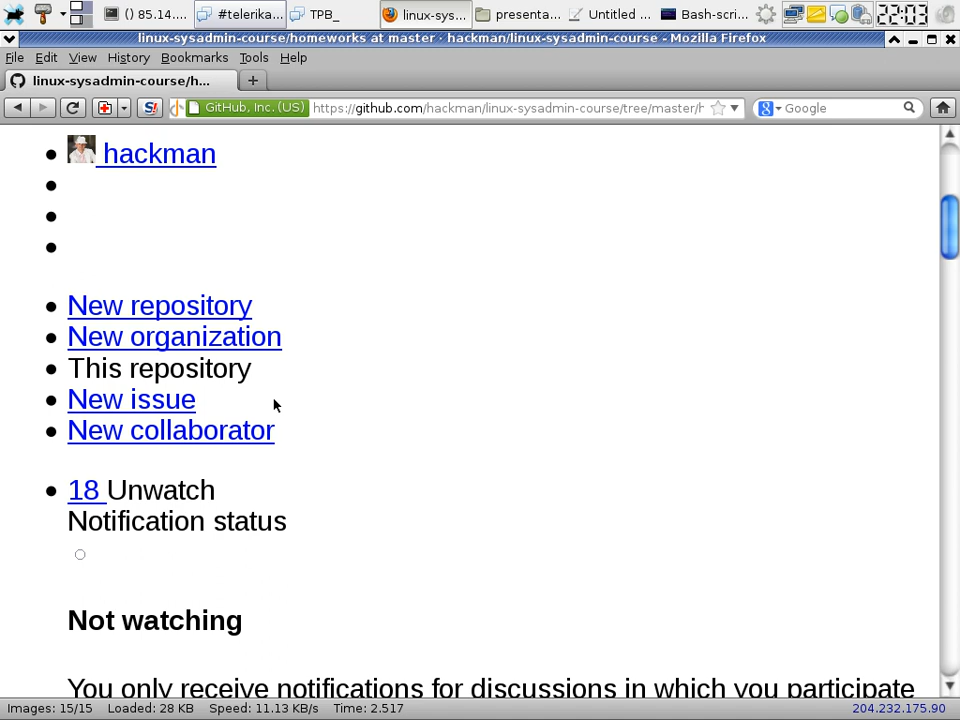 () 85.14....
#telerika...
TPB_
linux-sys...
presenta...
Untitled ...
Bash-scri...
22:03
linux-sysadmin-course/homeworks at master · hackman/linux-sysadmin-course - Mozilla Firefox
File Edit View History Bookmarks Tools Help
linux-sysadmin-course/h...
GitHub, Inc. (US) https://github.com/hackman/linux-sysadmin-course/tree/master/h
Google
hackman
New repository
New organization
This repository
New issue
New collaborator
18 Unwatch
Notification status
Not watching
You only receive notifications for discussions in which you participate
Images: 15/15 Loaded: 28 KB Speed: 11.13 KB/s Time: 2.517 204.232.175.90